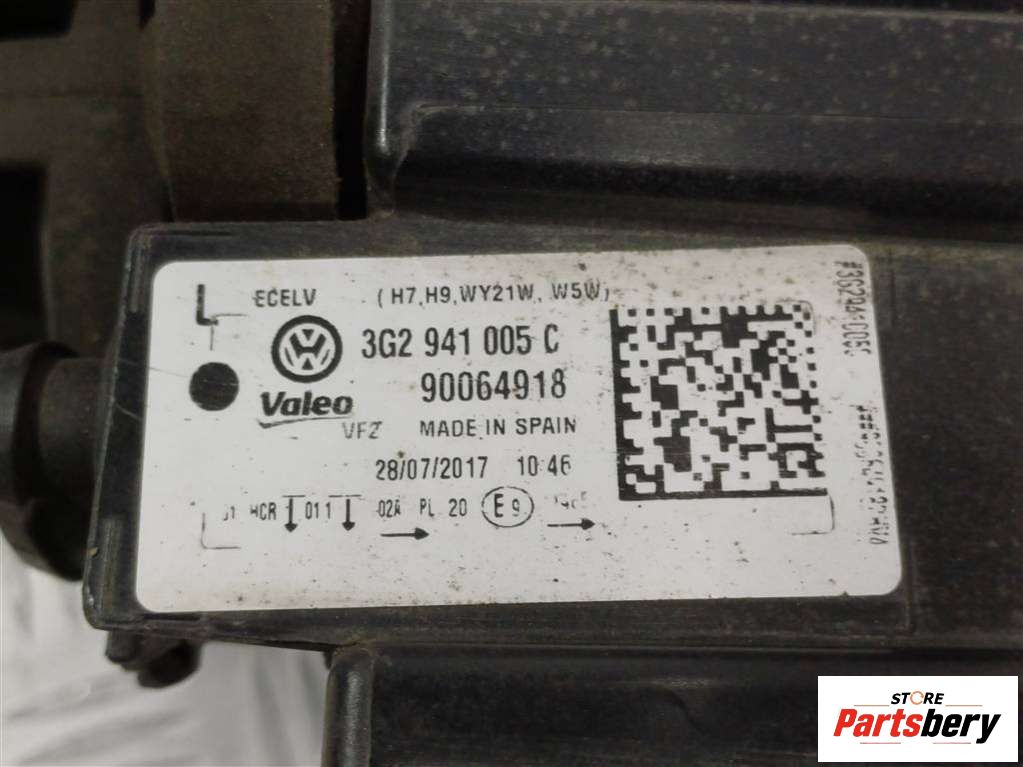 L ECELV (H7,H9,WY21W, W5W)
3G2 941 005 C
Valeo 90064918
VF2 MADE IN SPAIN
28/07/2017 10:46
HCR 011 02A PL 20 E9
STORE
Partsbery